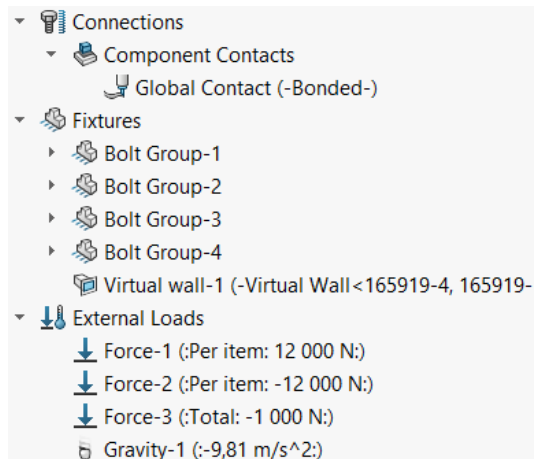 Connections
Component Contacts
Global Contact (-Bonded-)
Fixtures
Bolt Group-1
Bolt Group-2
Bolt Group-3
Bolt Group-4
Virtual wall-1 (-Virtual Wall<165919-4, 165919-
External Loads
Force-1 (:Per item: 12 000 N:)
Force-2 (:Per item: -12 000 N:)
Force-3 (:Total: -1 000 N:)
Gravity-1 (:-9,81 m/s^2:)